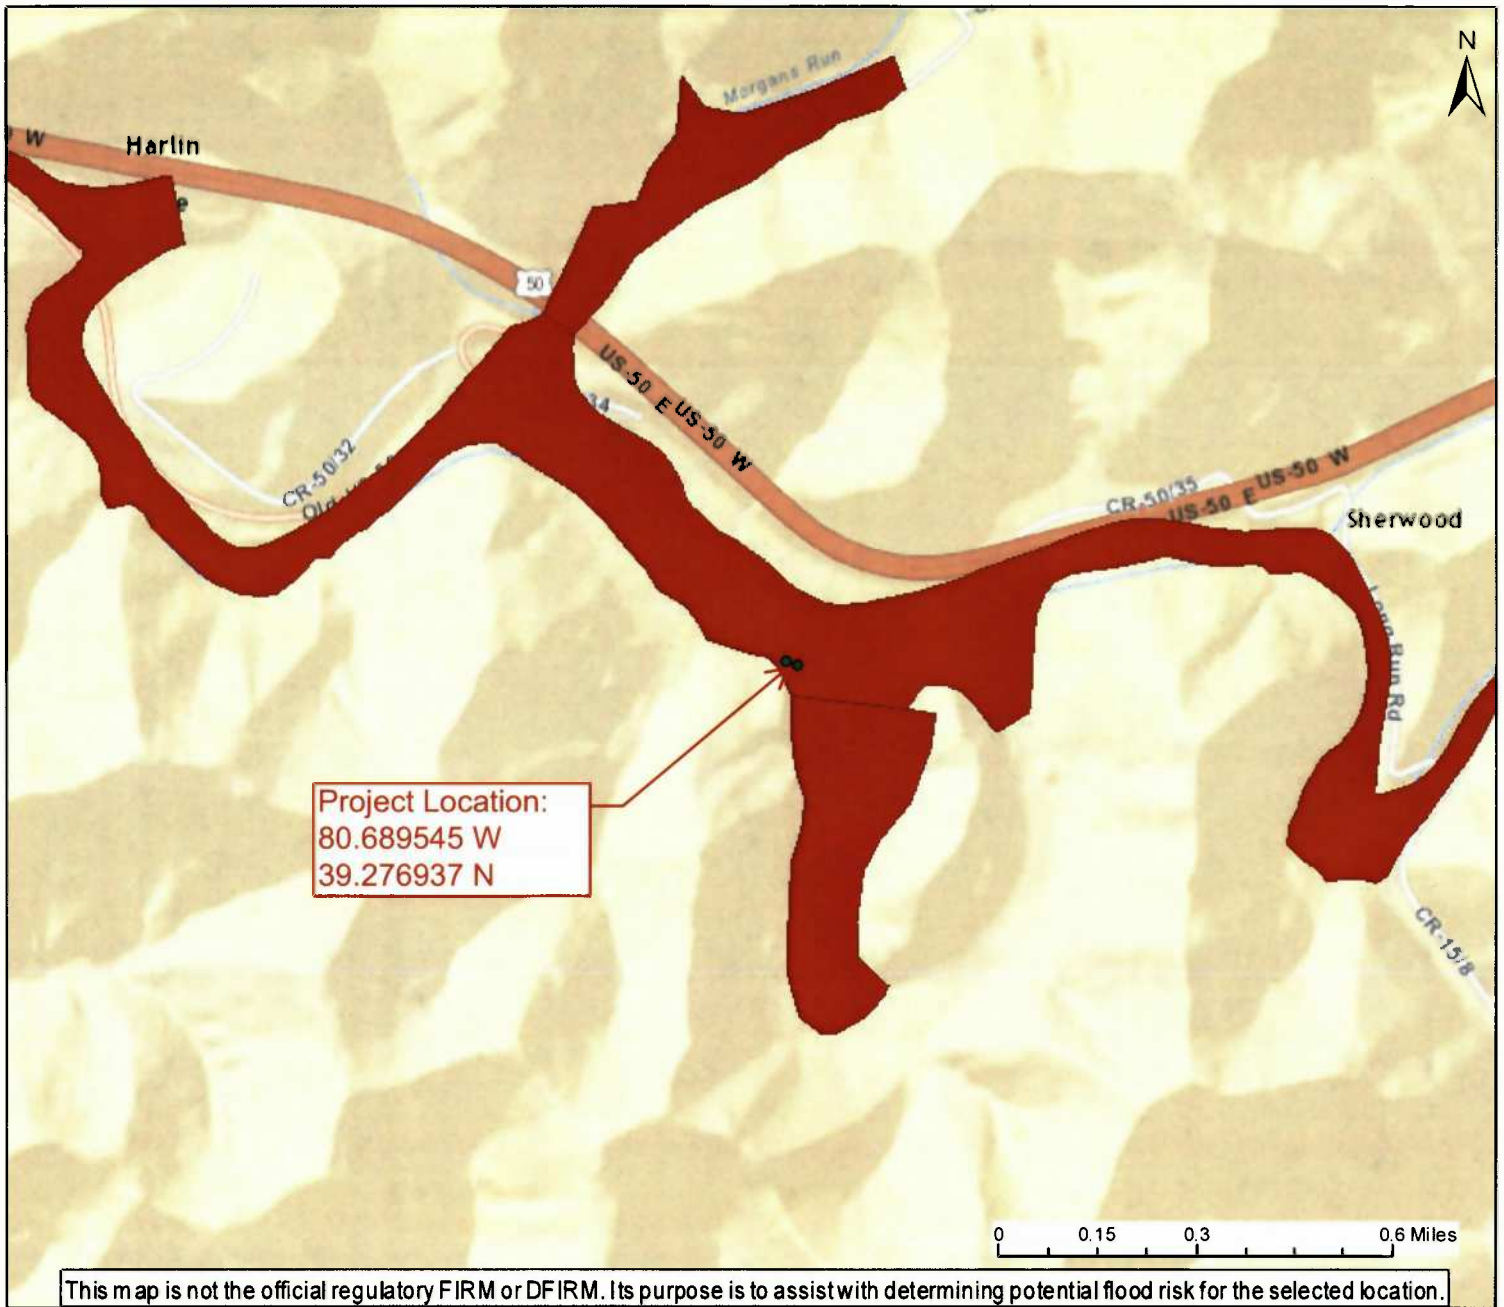 N
Morgans Run
W
Harlin
e
50
US-50 E
US-50 W
34
CR-50/32
CR-50/35
US-50 E
US-50 W
Sherwood
Long Run Rd
Project Location:
80.689545 W
39.276937 N
CR-15/8
0 0.15 0.3 0.6 Miles
This map is not the official regulatory FIRM or DFIRM. Its purpose is to assist with determining potential flood risk for the selected location.